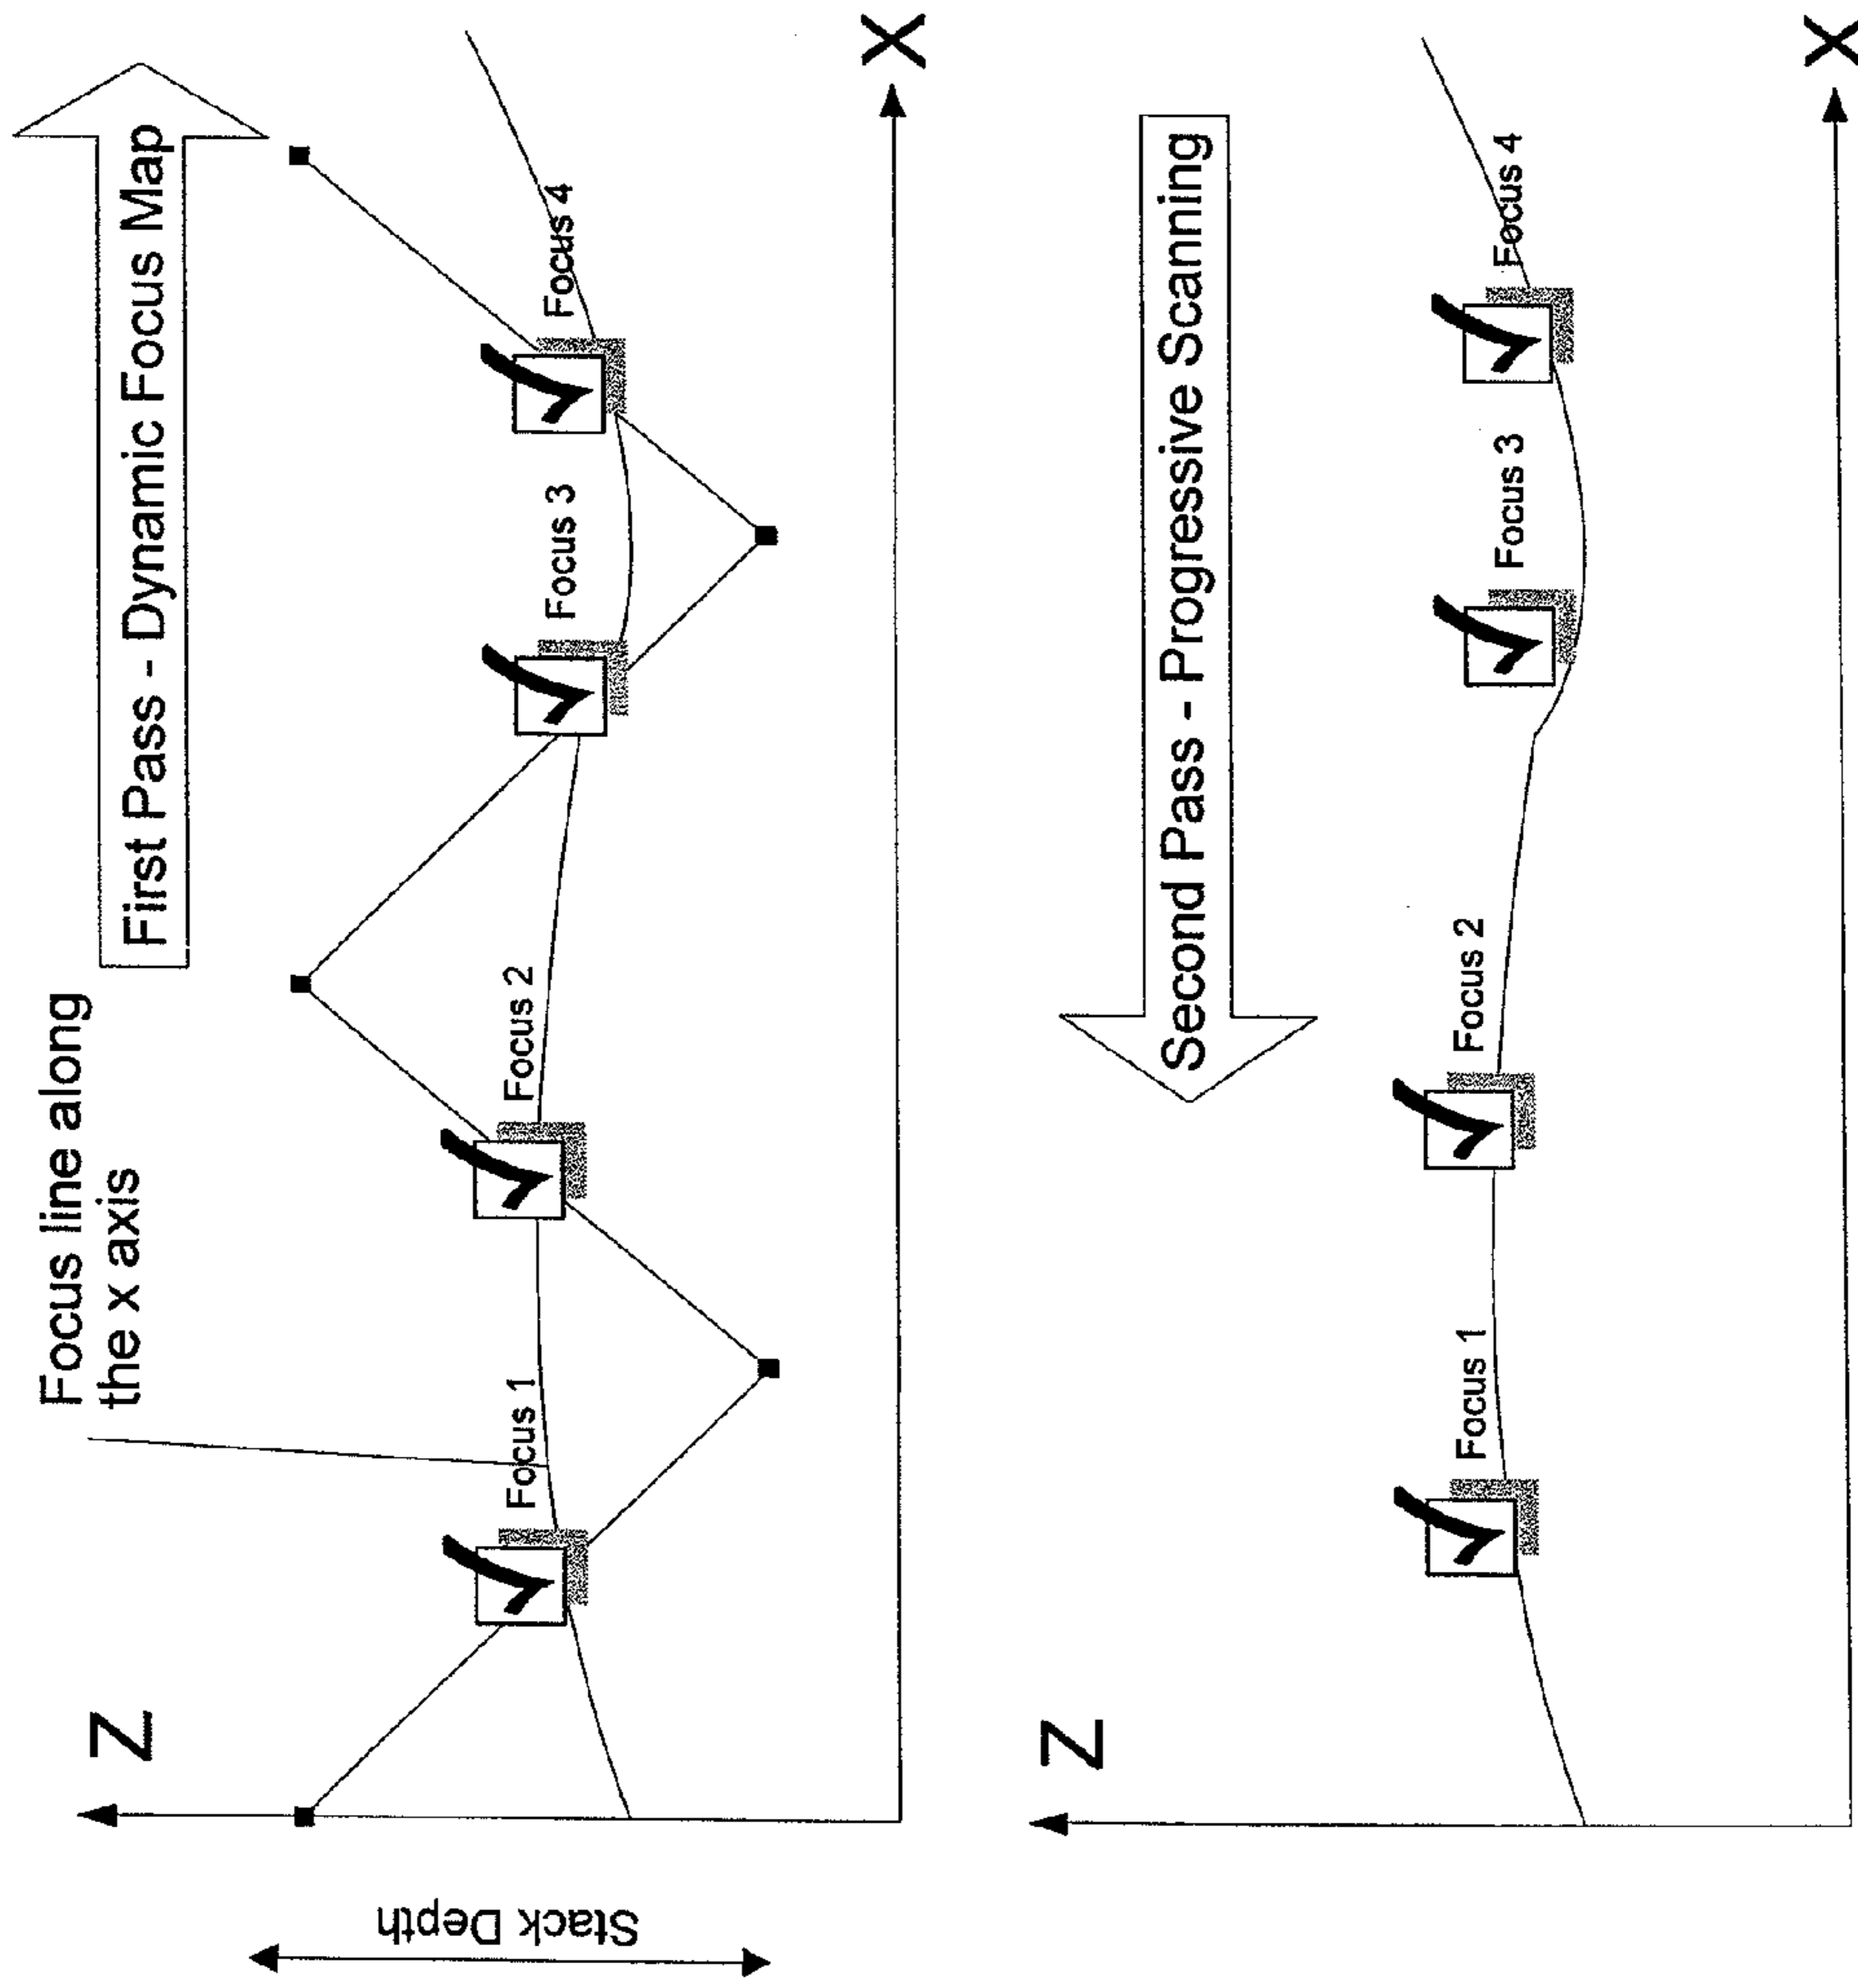 Focus line along
the x axis
First Pass - Dynamic Focus Map
Z
Stack Depth
Focus 1
Focus 2
Focus 3
Focus 4
X
Second Pass - Progressive Scanning
Z
Focus 1
Focus 2
Focus 3
Focus 4
X